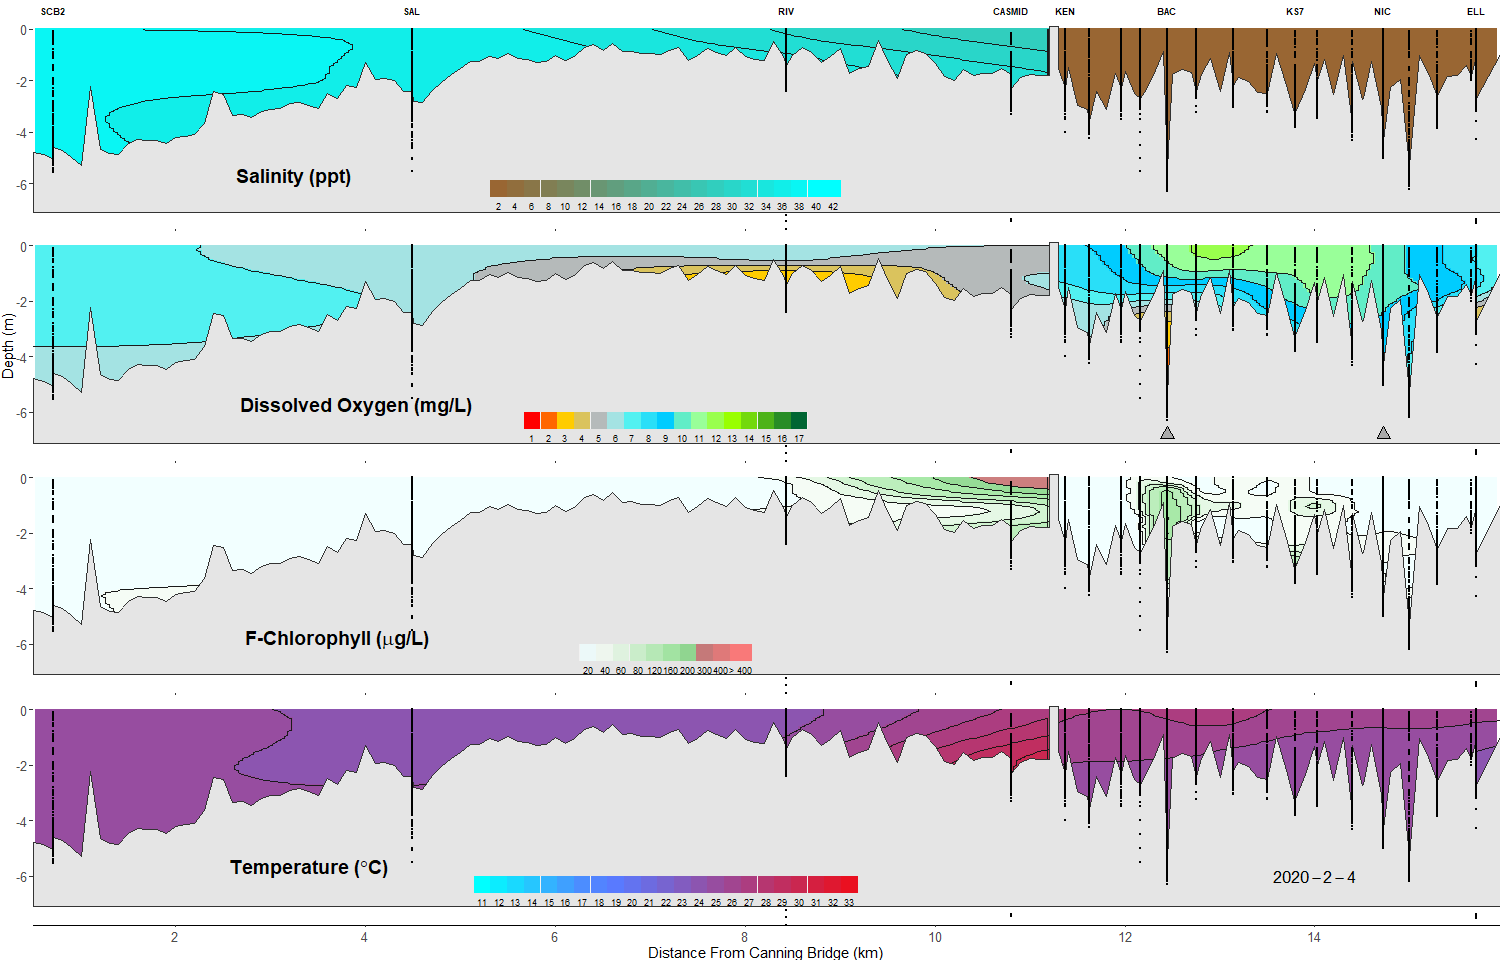 SCB2 SAL RIV CASMID KEN BAC KS7 NIC ELL
0
-2
-4
-6
Salinity (ppt)
2 4 6 8 10 12 14 16 18 20 22 24 26 28 30 32 34 36 38 40 42
0
-2
-4
-6
Depth (m)
Dissolved Oxygen (mg/L)
1 2 3 4 5 6 7 8 9 10 11 12 13 14 15 16 17
0
-2
-4
-6
F-Chlorophyll (μg/L)
20 40 60 80 120 160 200 300 400 > 400
0
-2
-4
-6
Temperature (°C)
11 12 13 14 15 16 17 18 19 20 21 22 23 24 25 26 27 28 29 30 31 32 33
2020-2-4
2 4 6 8 10 12 14
Distance From Canning Bridge (km)